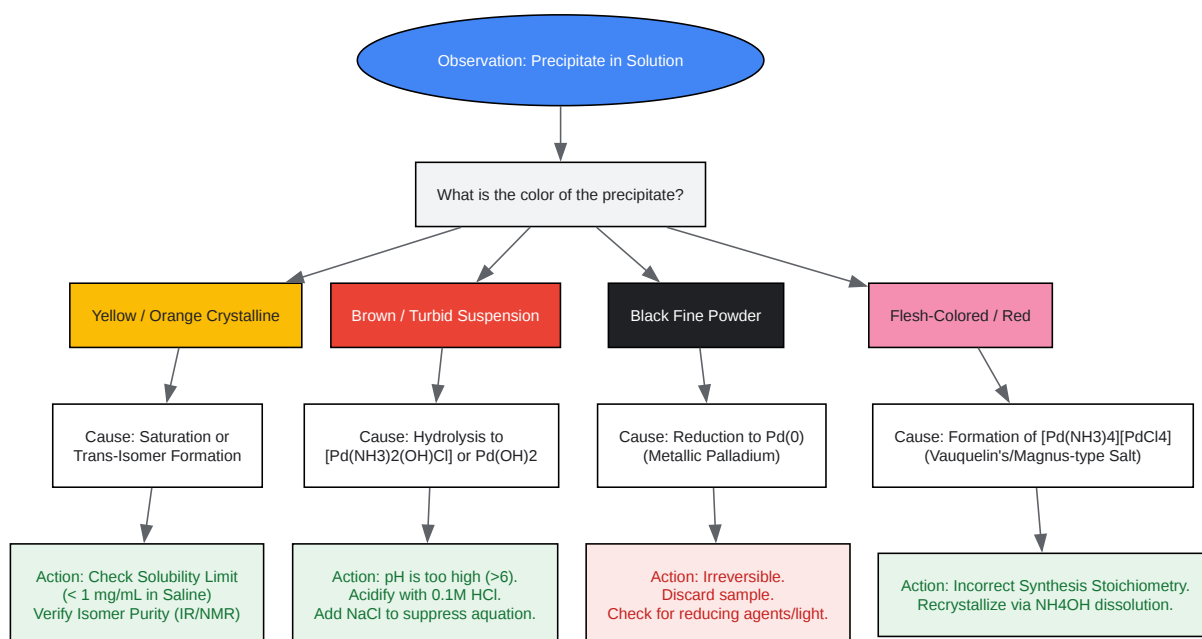 Observation: Precipitate in Solution
What is the color of the precipitate?
Yellow / Orange Crystalline
Brown / Turbid Suspension
Black Fine Powder
Flesh-Colored / Red
Cause: Saturation or
Trans-Isomer Formation
Cause: Hydrolysis to
[Pd(NH3)2(OH)Cl] or Pd(OH)2
Cause: Reduction to Pd(0)
(Metallic Palladium)
Cause: Formation of [Pd(NH3)4][PdCl4]
(Vauquelin's/Magnus-type Salt)
Action: Check Solubility Limit
(< 1 mg/mL in Saline)
Verify Isomer Purity (IR/NMR)
Action: pH is too high (>6).
Acidify with 0.1M HCl.
Add NaCl to suppress aquation.
Action: Irreversible.
Discard sample.
Check for reducing agents/light.
Action: Incorrect Synthesis Stoichiometry.
Recrystallize via NH4OH dissolution.